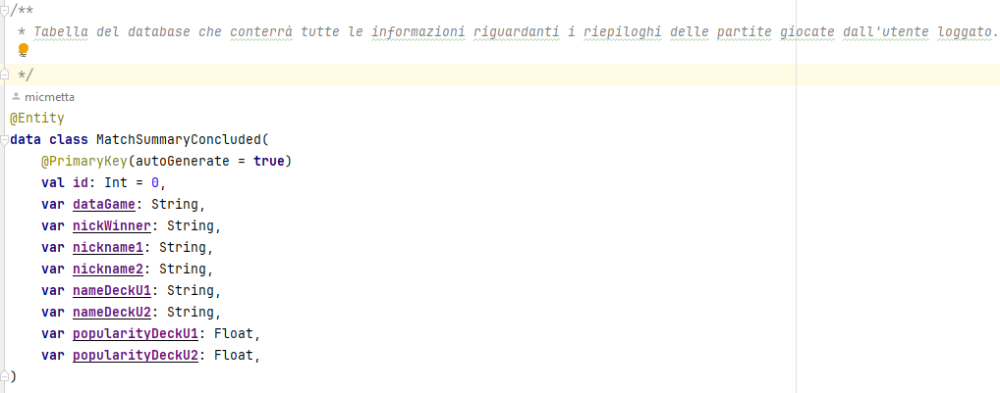 /**
 * Tabella del database che conterrà tutte le informazioni riguardanti i riepiloghi delle partite giocate dall'utente loggato.
 */
micmetta
@Entity
data class MatchSummaryConcluded(
    @PrimaryKey(autoGenerate = true)
    val id: Int = 0,
    var dataGame: String,
    var nickWinner: String,
    var nickname1: String,
    var nickname2: String,
    var nameDeckU1: String,
    var nameDeckU2: String,
    var popularityDeckU1: Float,
    var popularityDeckU2: Float,
)